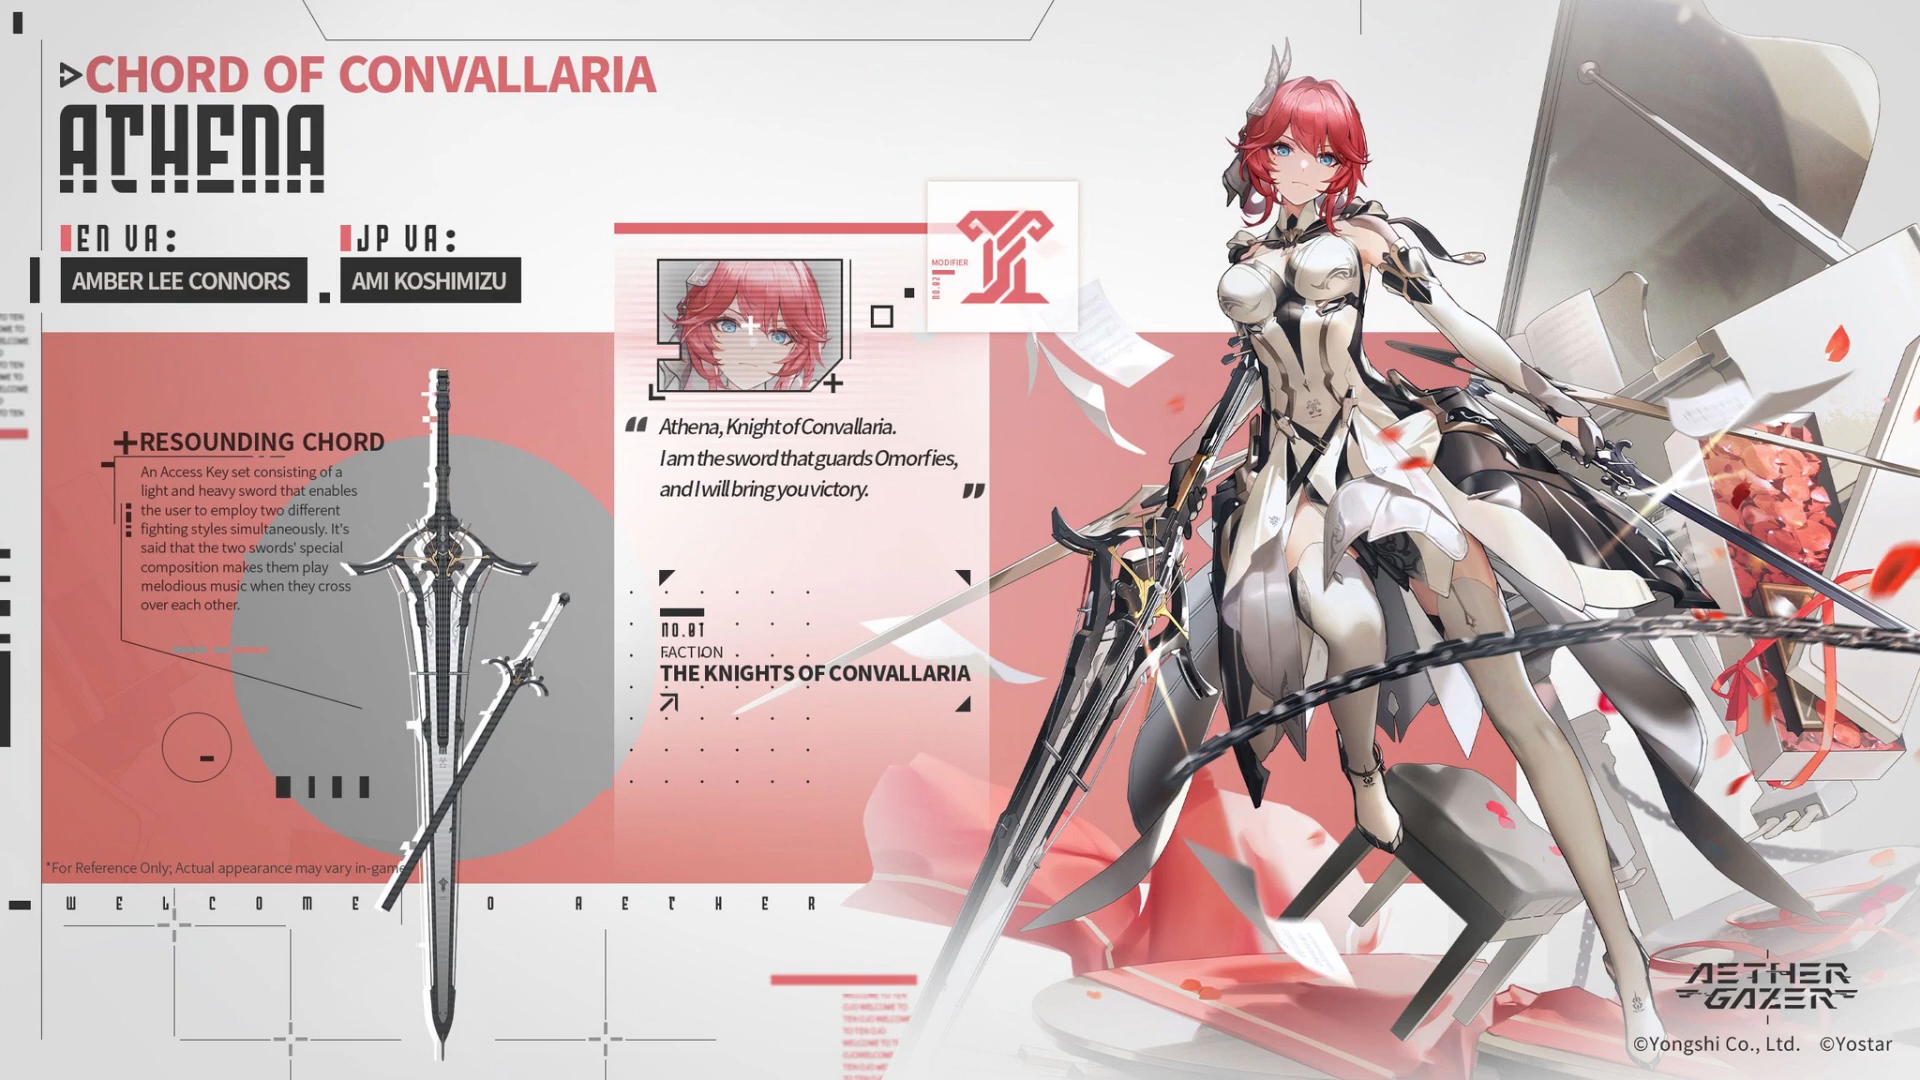 CHORD OF CONVALLARIA
ATHENA
EN VA:
AMBER LEE CONNORS
JP VA:
AMI KOSHIMIZU
MODIFIER
NO.02
Athena, Knight of Convallaria.
I am the sword that guards Omorfies,
and I will bring you victory.
+RESOUNDING CHORD
An Access Key set consisting of a
light and heavy sword that enables
the user to employ two different
fighting styles simultaneously. It's
said that the two swords' special
composition makes them play
melodious music when they cross
over each other.
NO.01
FACTION
THE KNIGHTS OF CONVALLARIA
*For Reference Only; Actual appearance may vary in-game
WELCOME O AETHER
AETHER
GAZER
©Yongshi Co., Ltd. ©Yostar